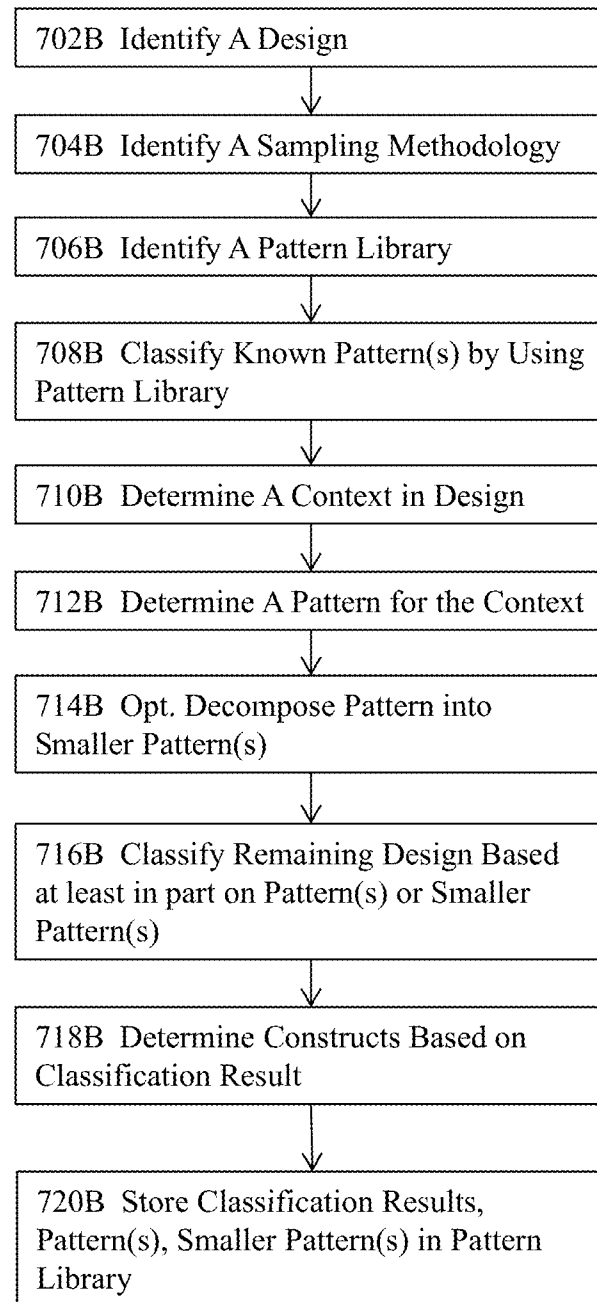 702B Identify A Design
704B Identify A Sampling Methodology
706B Identify A Pattern Library
708B Classify Known Pattern(s) by Using
Pattern Library
710B Determine A Context in Design
712B Determine A Pattern for the Context
714B Opt. Decompose Pattern into
Smaller Pattern(s)
716B Classify Remaining Design Based
at least in part on Pattern(s) or Smaller
Pattern(s)
718B Determine Constructs Based on
Classification Result
720B Store Classification Results,
Pattern(s), Smaller Pattern(s) in Pattern
Library